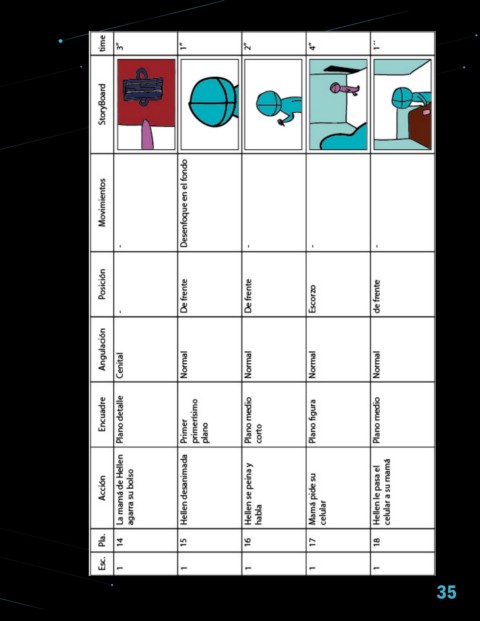 Esc. Pla. Acción Encuadre Angulación Posición Movimientos StoryBoard time
1 14 La mamá de Hellen Plano detalle Cenital - - 3"
agarra su bolso
1 15 Hellen desanimada Primer Normal De frente Desenfoque en el fondo 1"
primerísimo
plano
1 16 Hellen se peina y Plano medio Normal De frente - 2"
habla corto
1 17 Mamá pide su Plano figura Normal Escorzo - 4"
celular
1 18 Hellen le pasa el Plano medio Normal de frente - 1"
celular a su mamá
35